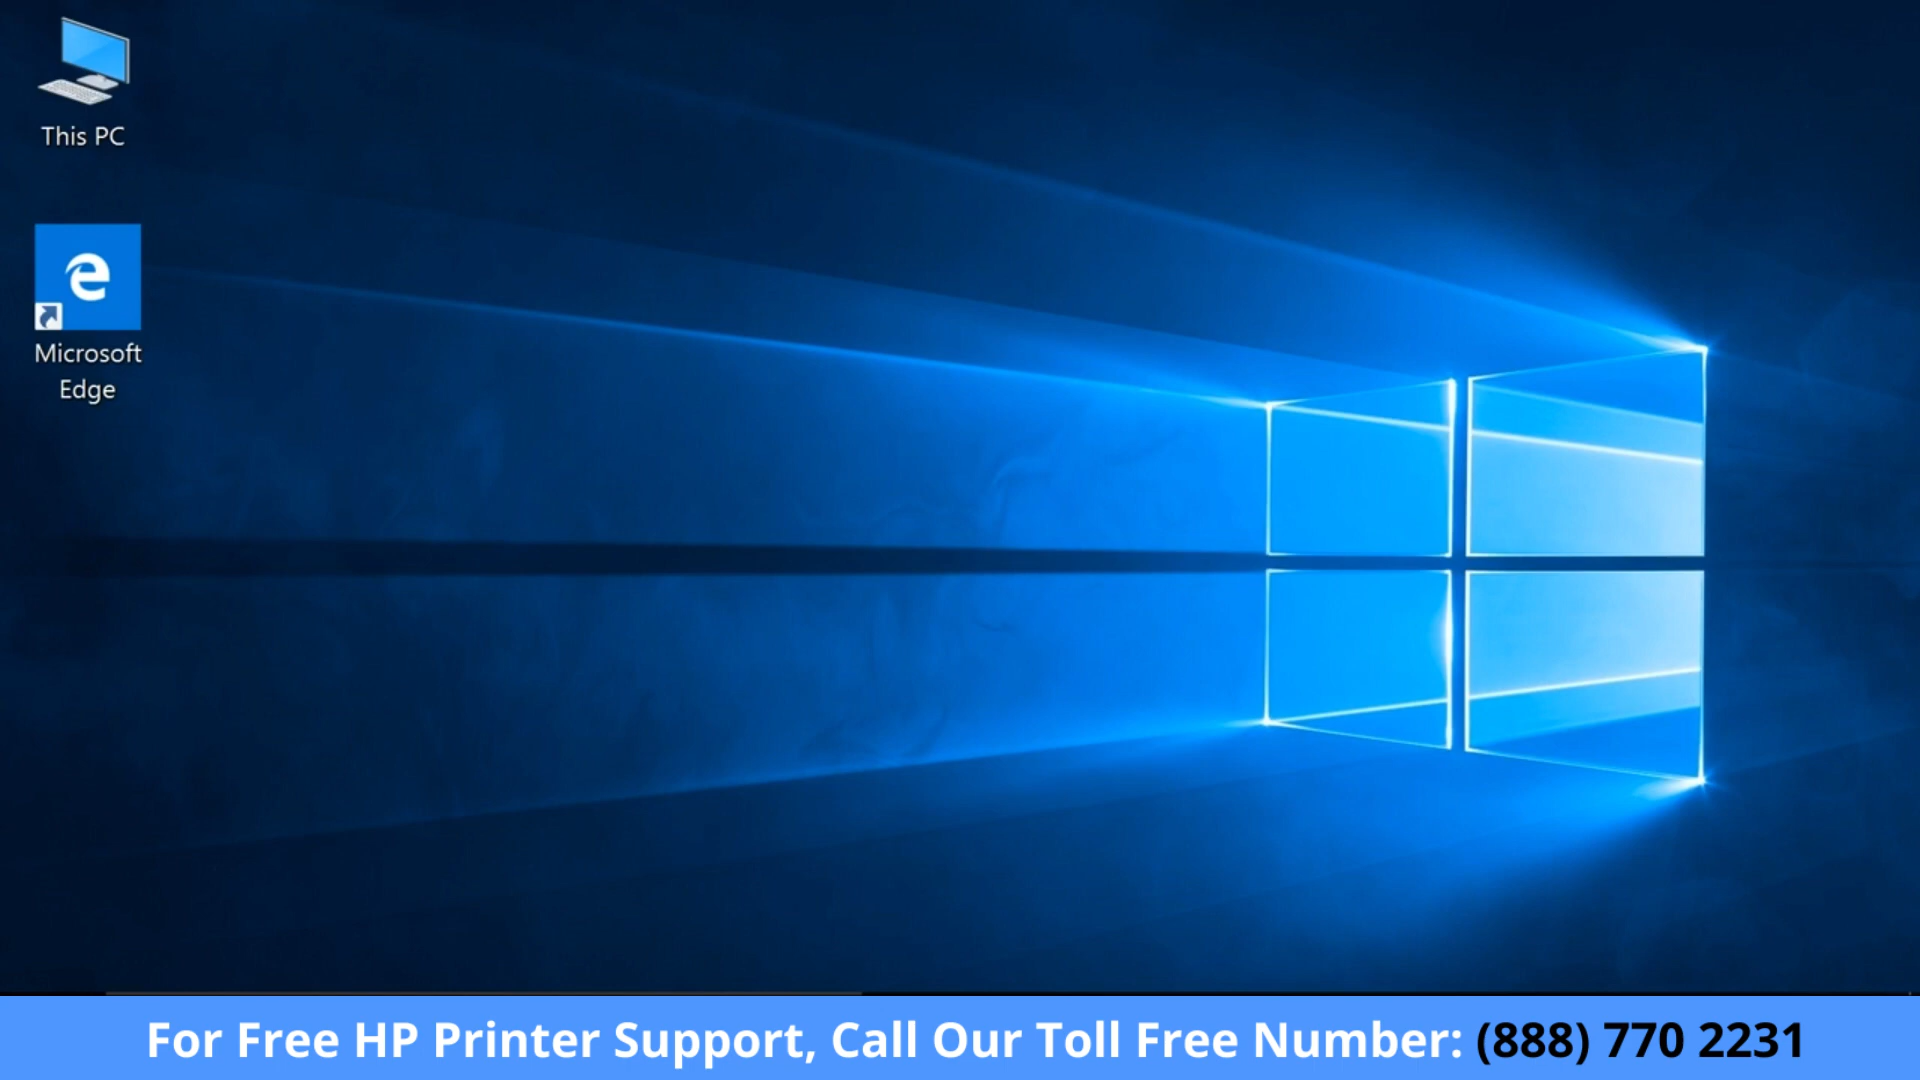 This PC
Microsoft
Edge
For Free HP Printer Support, Call Our Toll Free Number: (888) 770 2231